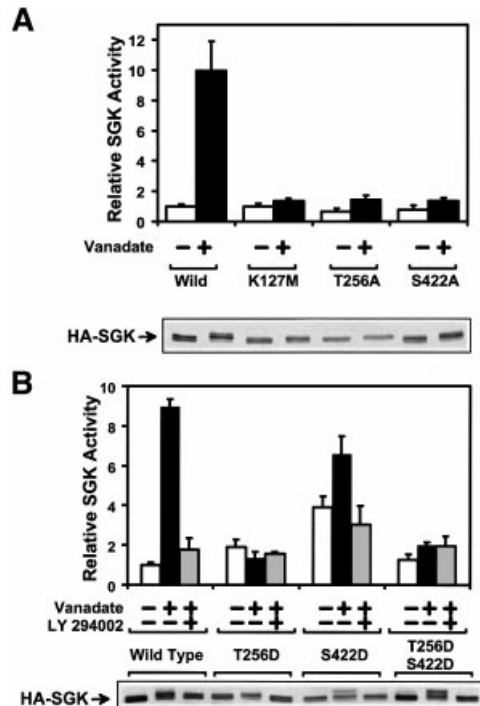 A
Relative SGK Activity
12
10
8
6
4
2
0
Vanadate − + − + − + − +
Wild K127M T256A S422A
HA-SGK→
B
Relative SGK Activity
10
8
6
4
2
0
Vanadate − + + − + + − + + − + +
LY 294002 − − + − − + − − + − − +
Wild Type T256D S422D T256D
S422D
HA-SGK→